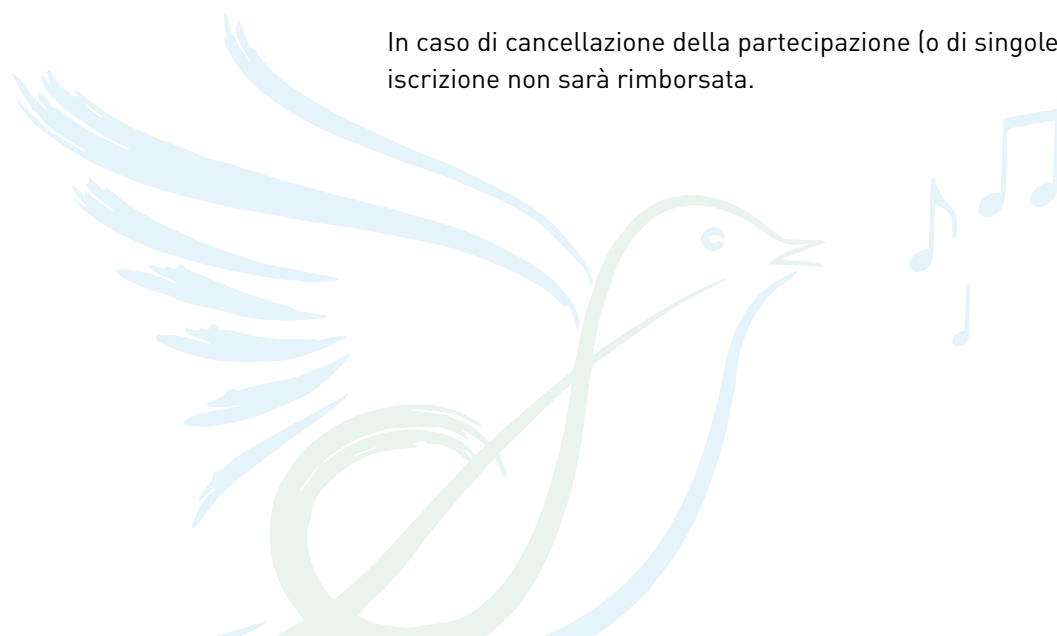 In caso di cancellazione della partecipazione (o di singole
iscrizione non sarà rimborsata.